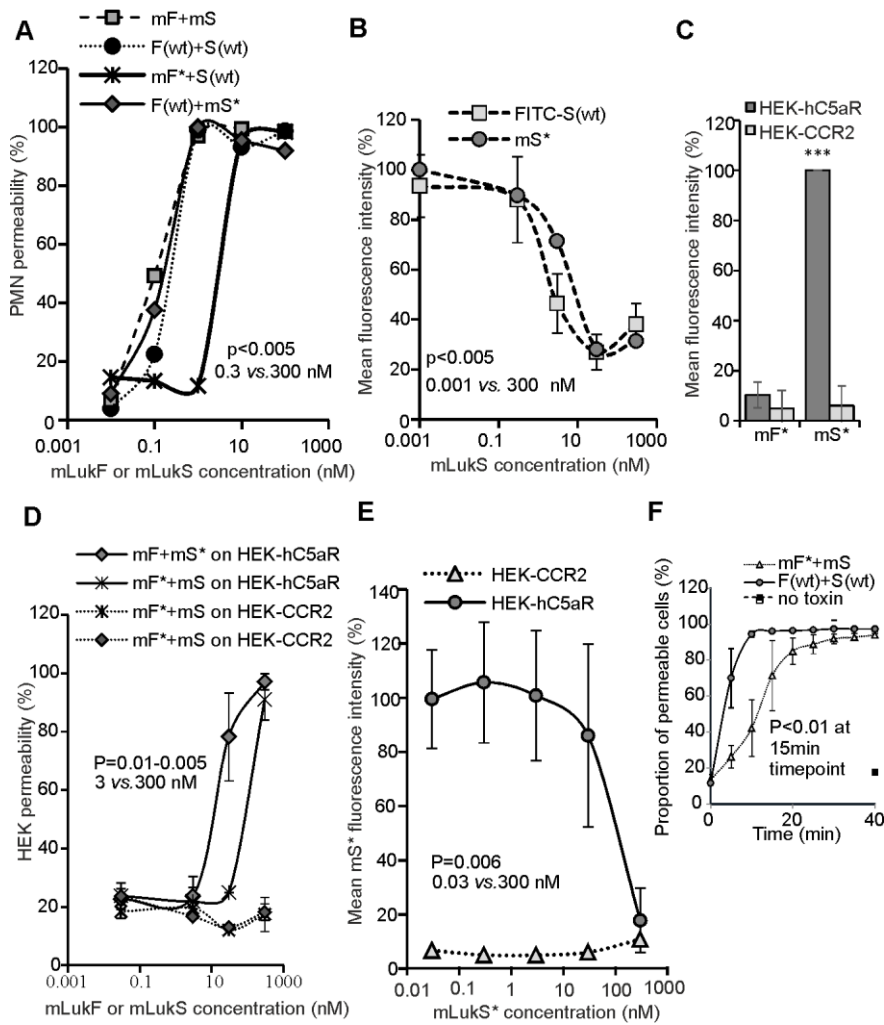 A
mF+mS
F(wt)+S(wt)
mF*+S(wt)
F(wt)+mS*
PMN permeability (%)
120
100
80
60
40
20
0
p<0.005
0.3 vs.300 nM
0.001 0.1 10 1000
mLukF or mLukS concentration (nM)
B
FITC-S(wt)
mS*
Mean fluorescence intensity (%)
120
100
80
60
40
20
0
p<0.005
0.001 vs. 300 nM
0.001 0.1 10 1000
mLukS concentration (nM)
C
HEK-hC5aR
HEK-CCR2
***
Mean fluorescence intensity (%)
120
100
80
60
40
20
0
mF* mS*
D
mF+mS* on HEK-hC5aR
mF*+mS on HEK-hC5aR
mF*+mS on HEK-CCR2
mF*+mS on HEK-CCR2
HEK permeability (%)
120
100
80
60
40
20
0
P=0.01-0.005
3 vs.300 nM
0.001 0.1 10 1000
mLukF or mLukS concentration (nM)
E
HEK-CCR2
HEK-hC5aR
Mean mS* fluorescence intensity (%)
140
120
100
80
60
40
20
0
P=0.006
0.03 vs.300 nM
0.01 0.1 1 10 100 1000
mLukS* concentration (nM)
F
mF*+mS
F(wt)+S(wt)
no toxin
Proportion of permeable cells (%)
120
100
80
60
40
20
0
P<0.01 at
15min
timepoint
0 20 40
Time (min)